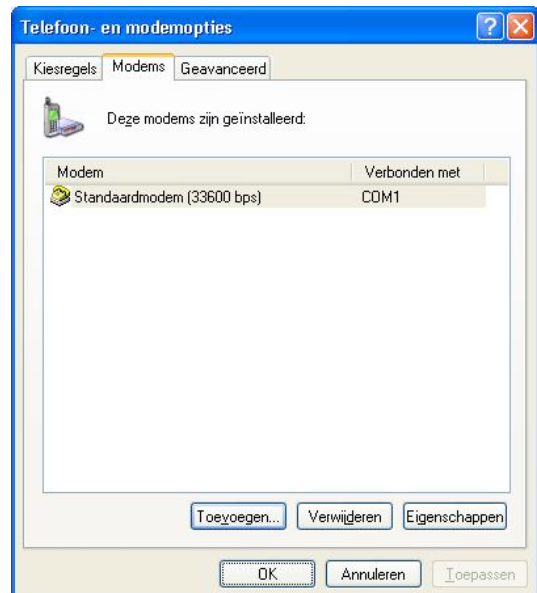 Telefoon- en modemopties
Kiesregels Modems Geavanceerd
Deze modems zijn geïnstalleerd:
Modem Verbonden met
Standaardmodem (33600 bps) COM1
Toevoegen... Verwijderen Eigenschappen
OK Annuleren Toepassen